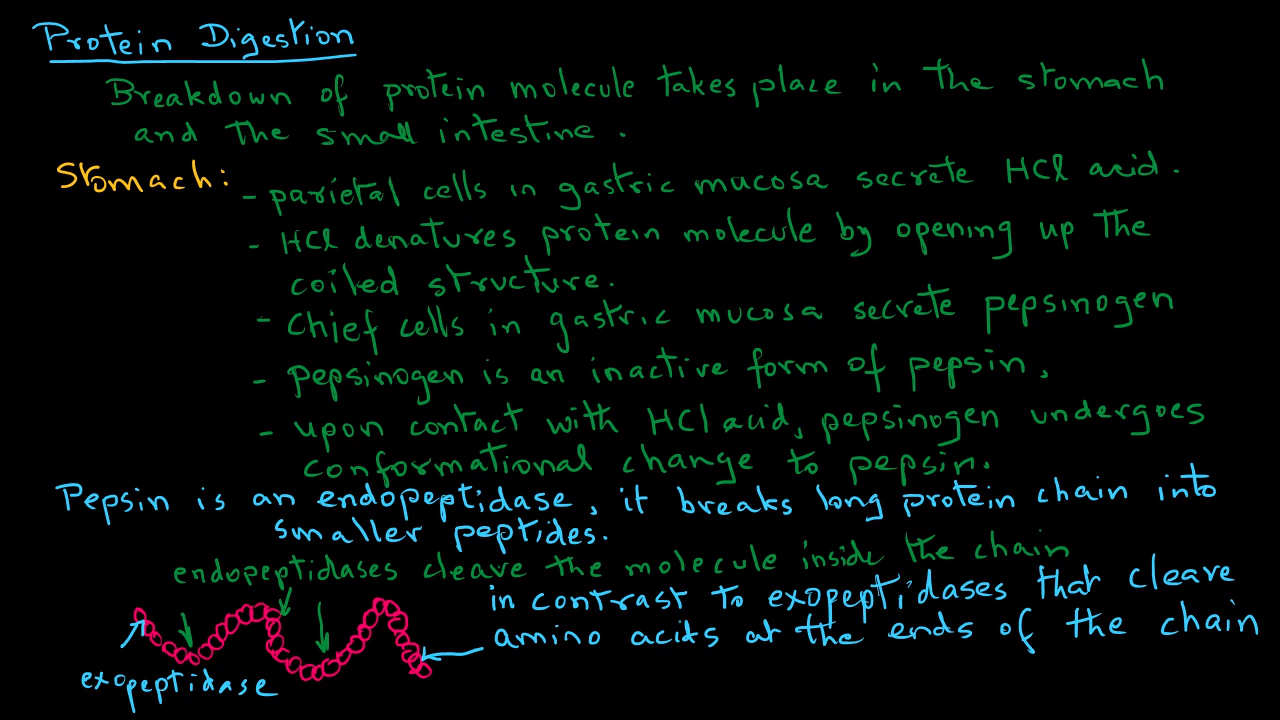 Protein Digestion
Breakdown of protein molecule takes place in the stomach
and the small intestine.
Stomach:
- parietal cells in gastric mucosa secrete HCl acid.
- HCl denatures protein molecule by opening up the
coiled structure.
- Chief cells in gastric mucosa secrete pepsinogen
- Pepsinogen is an inactive form of pepsin.
- upon contact with HCl acid, pepsinogen undergoes
conformational change to pepsin.
Pepsin is an endopeptidase, it breaks long protein chain into
smaller peptides.
endopeptidases cleave the molecule inside the chain
in contrast to exopeptidases that cleave
amino acids at the ends of the chain
exopeptidase